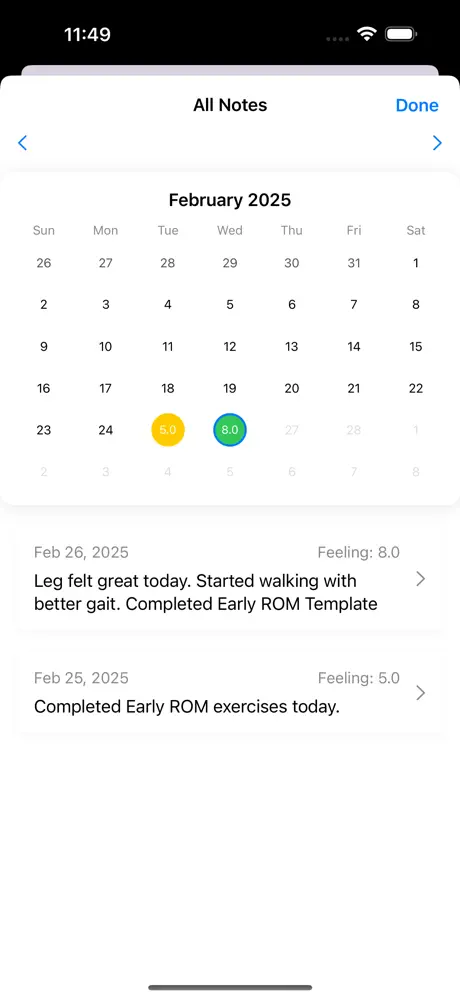 11:49
All Notes Done
February 2025
Sun Mon Tue Wed Thu Fri Sat
26 27 28 29 30 31 1
2 3 4 5 6 7 8
9 10 11 12 13 14 15
16 17 18 19 20 21 22
23 24 5.0 8.0 27 28 1
2 3 4 5 6 7 8
Feb 26, 2025 Feeling: 8.0
Leg felt great today. Started walking with
better gait. Completed Early ROM Template
Feb 25, 2025 Feeling: 5.0
Completed Early ROM exercises today.